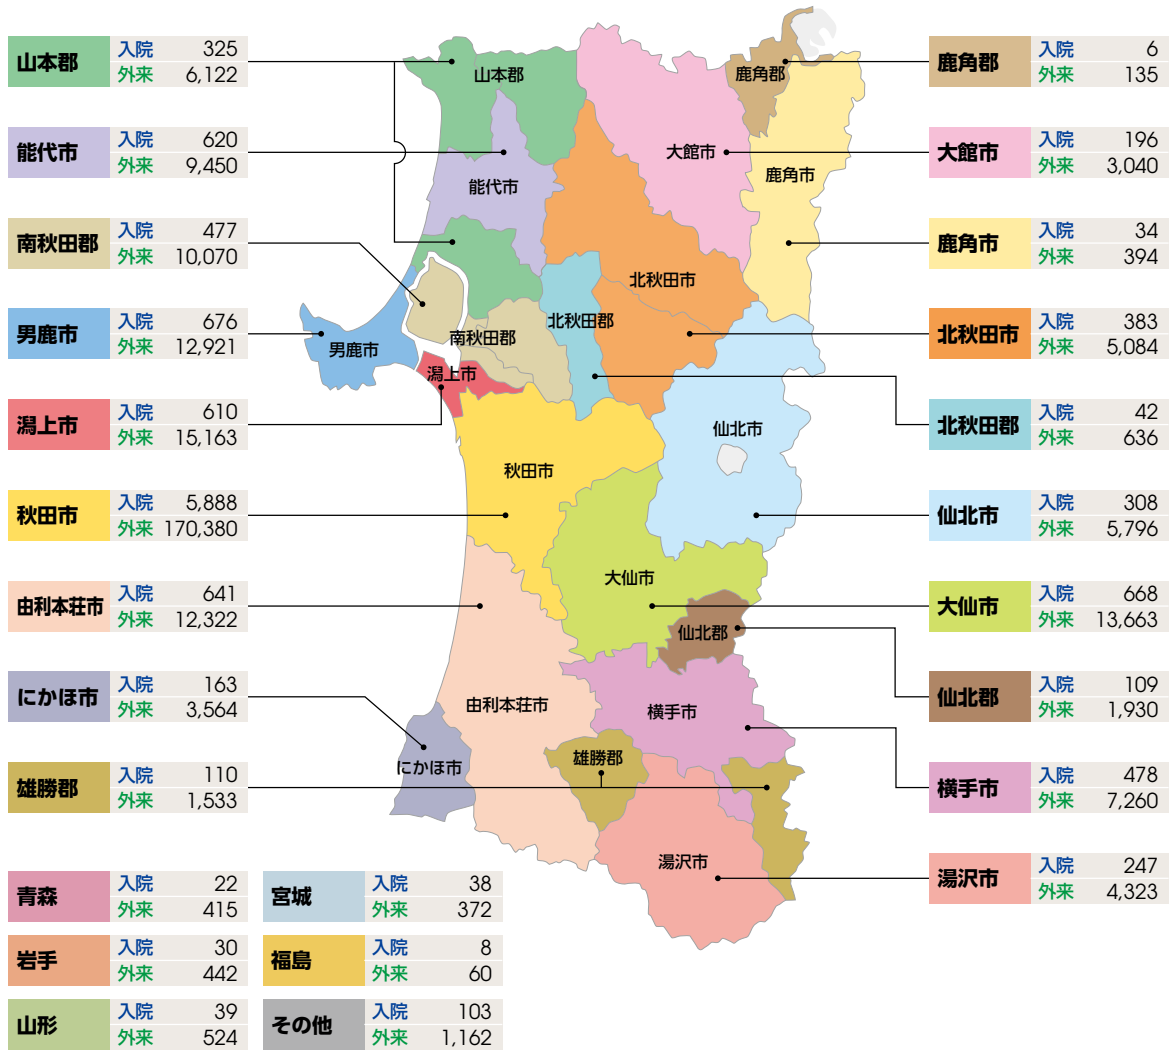 山本郡 入院 325
外来 6,122
能代市 入院 620
外来 9,450
南秋田郡 入院 477
外来 10,070
男鹿市 入院 676
外来 12,921
潟上市 入院 610
外来 15,163
秋田市 入院 5,888
外来 170,380
由利本荘市 入院 641
外来 12,322
にかほ市 入院 163
外来 3,564
雄勝郡 入院 110
外来 1,533
山本郡
鹿角郡
大館市
鹿角市
能代市
北秋田市
北秋田郡
南秋田郡
男鹿市
潟上市
仙北市
秋田市
大仙市
仙北郡
由利本荘市
横手市
雄勝郡
にかほ市
湯沢市
鹿角郡 入院 6
外来 135
大館市 入院 196
外来 3,040
鹿角市 入院 34
外来 394
北秋田市 入院 383
外来 5,084
北秋田郡 入院 42
外来 636
仙北市 入院 308
外来 5,796
大仙市 入院 668
外来 13,663
仙北郡 入院 109
外来 1,930
横手市 入院 478
外来 7,260
湯沢市 入院 247
外来 4,323
青森 入院 22
外来 415
岩手 入院 30
外来 442
山形 入院 39
外来 524
宮城 入院 38
外来 372
福島 入院 8
外来 60
その他 入院 103
外来 1,162